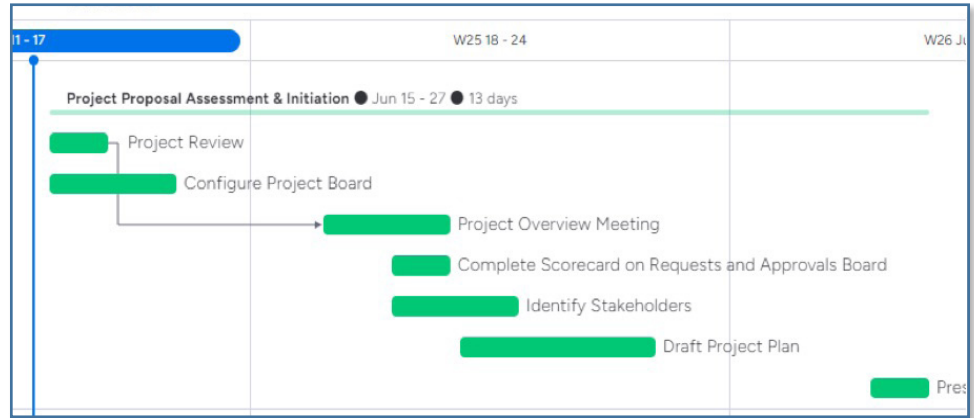 11 - 17
W25 18 - 24
W26 Ju
Project Proposal Assessment & Initiation ● Jun 15 - 27 ● 13 days
Project Review
Configure Project Board
Project Overview Meeting
Complete Scorecard on Requests and Approvals Board
Identify Stakeholders
Draft Project Plan
Pres